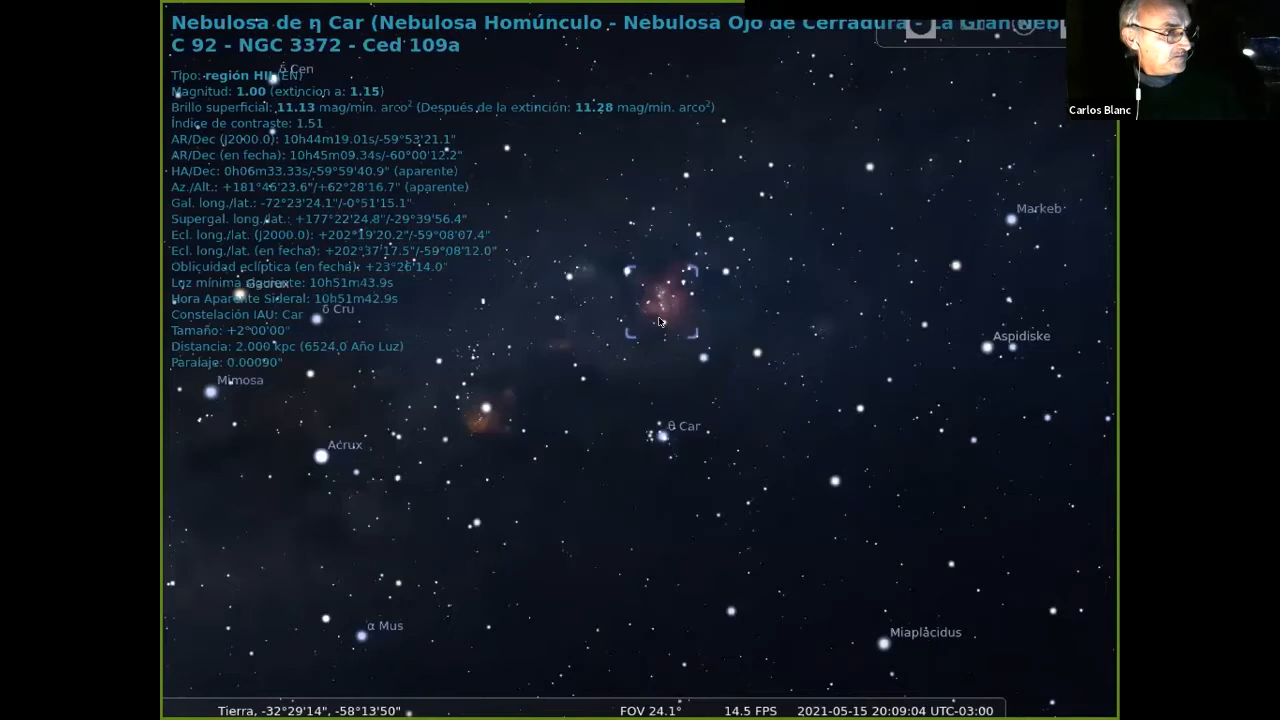 Nebulosa de η Car (Nebulosa Homúnculo - Nebulosa Ojo de Cerradura - La Gran Neb
C 92 - NGC 3372 - Ced 109a
δ Cen
Tipo: región HII (EN)
Magnitud: 1.00 (extincion a: 1.15)
Brillo superficial: 11.13 mag/min. arco² (Después de la extinción: 11.28 mag/min. arco²)
Índice de contraste: 1.51
AR/Dec (J2000.0): 10h44m19.01s/-59°53'21.1"
AR/Dec (en fecha): 10h45m09.34s/-60°00'12.2"
HA/Dec: 0h06m33.33s/-59°59'40.9" (aparente)
Az./Alt.: +181°45'23.6"/+62°28'16.7" (aparente)
Gal. long./lat.: -72°23'24.1"/-0°51'15.1"
Supergal. long./lat.: +177°22'24.8"/-29°39'56.4"
Ecl. long./lat. (J2000.0): +202°19'20.2"/-59°08'07.4"
Ecl. long./lat. (en fecha): +202°37'17.5"/-59°08'12.0"
Oblicuidad eclíptica (en fecha): +23°26'14.0"
Hora Aparente Sideral: 10h51m42.9s
Constelación IAU: Car
Tamaño: +2°00'00"
Distancia: 2.000 kpc (6524.0 Año Luz)
Paralaje: 0.00090"
Carlos Blanc
Markeb
δ Cru
Aspidiske
Mimosa
θ Car
Acrux
α Mus
Miaplacidus
Tierra, -32°29'14", -58°13'50" FOV 24.1° 14.5 FPS 2021-05-15 20:09:04 UTC-03:00